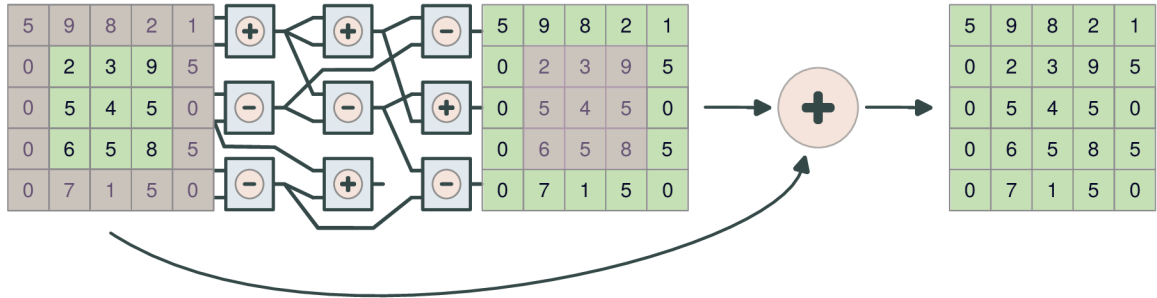 5 9 8 2 1 + + − 5 9 8 2 1 5 9 8 2 1
0 2 3 9 5 0 2 3 9 5 0 2 3 9 5
0 5 4 5 0 − − + 0 5 4 5 0 + 0 5 4 5 0
0 6 5 8 5 0 6 5 8 5 0 6 5 8 5
0 7 1 5 0 − + − 0 7 1 5 0 0 7 1 5 0